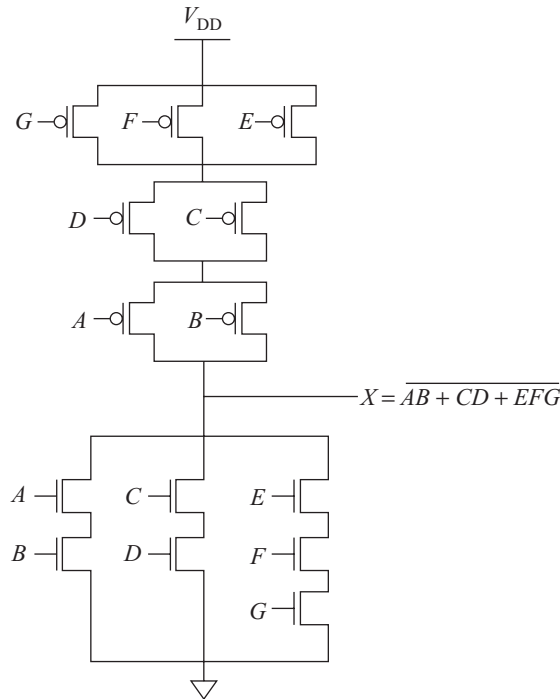 V_DD
G F E
D C
A B
X = \overline{AB + CD + EFG}
A C E
B D F
G